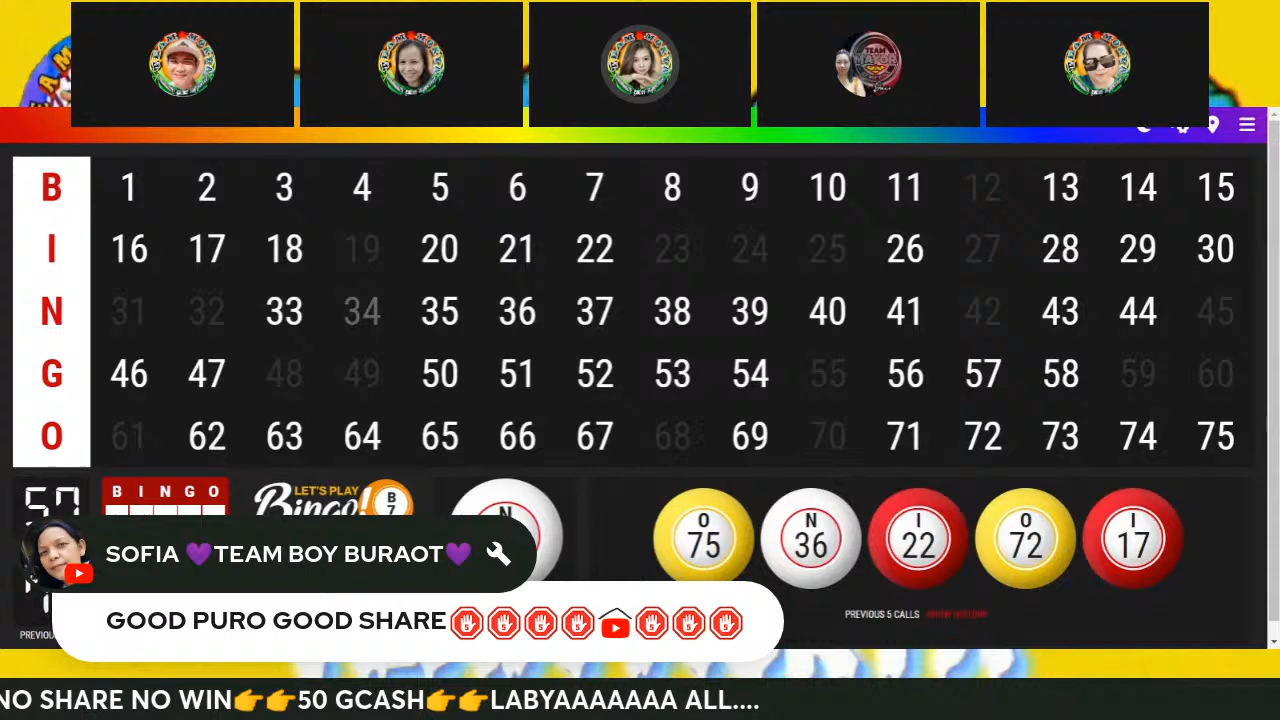 TEAM
MAYOR
B 1 2 3 4 5 6 7 8 9 10 11 12 13 14 15
I 16 17 18 19 20 21 22 23 24 25 26 27 28 29 30
N 31 32 33 34 35 36 37 38 39 40 41 42 43 44 45
G 46 47 48 49 50 51 52 53 54 55 56 57 58 59 60
O 61 62 63 64 65 66 67 68 69 70 71 72 73 74 75
B I N G O
LET'S PLAY
Bingo!
B
7
N
O
75
N
36
I
22
O
72
I
17
SOFIA 💜TEAM BOY BURAOT💜
GOOD PURO GOOD SHARE
PREVIOUS 5 CALLS
PREVIOU
NO SHARE NO WIN👉👉50 GCASH👉👉LABYAAAAAAA ALL....